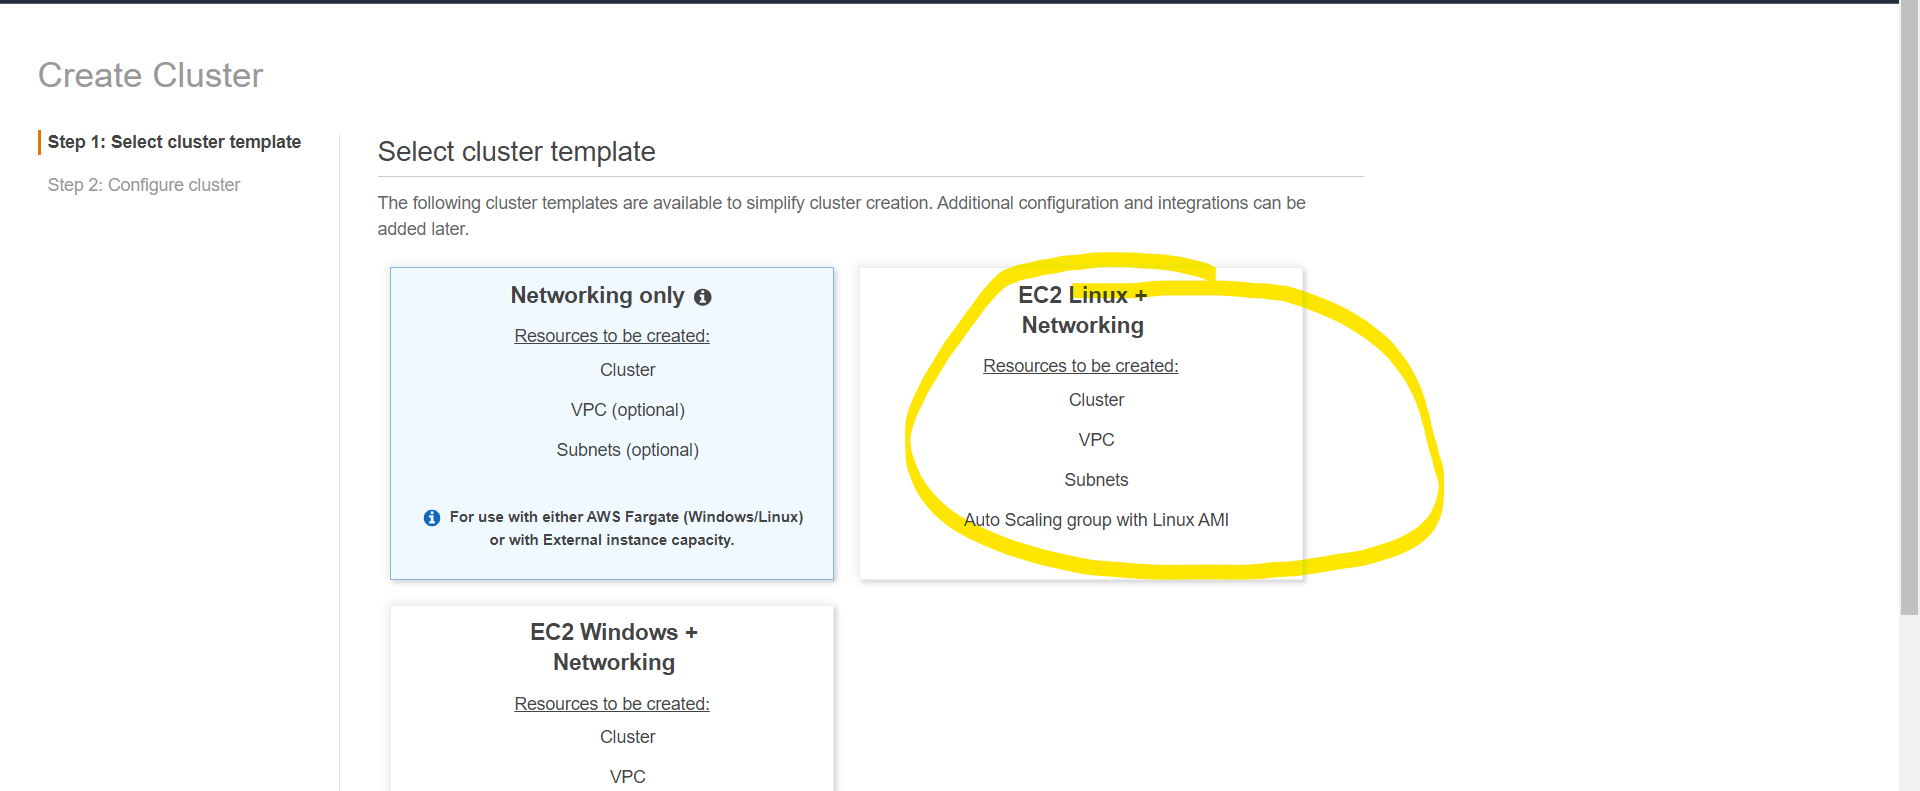 Create Cluster
Step 1: Select cluster template
Step 2: Configure cluster
Select cluster template
The following cluster templates are available to simplify cluster creation. Additional configuration and integrations can be
added later.
Networking only
Resources to be created:
Cluster
VPC (optional)
Subnets (optional)
For use with either AWS Fargate (Windows/Linux)
or with External instance capacity.
EC2 Linux +
Networking
Resources to be created:
Cluster
VPC
Subnets
Auto Scaling group with Linux AMI
EC2 Windows +
Networking
Resources to be created:
Cluster
VPC